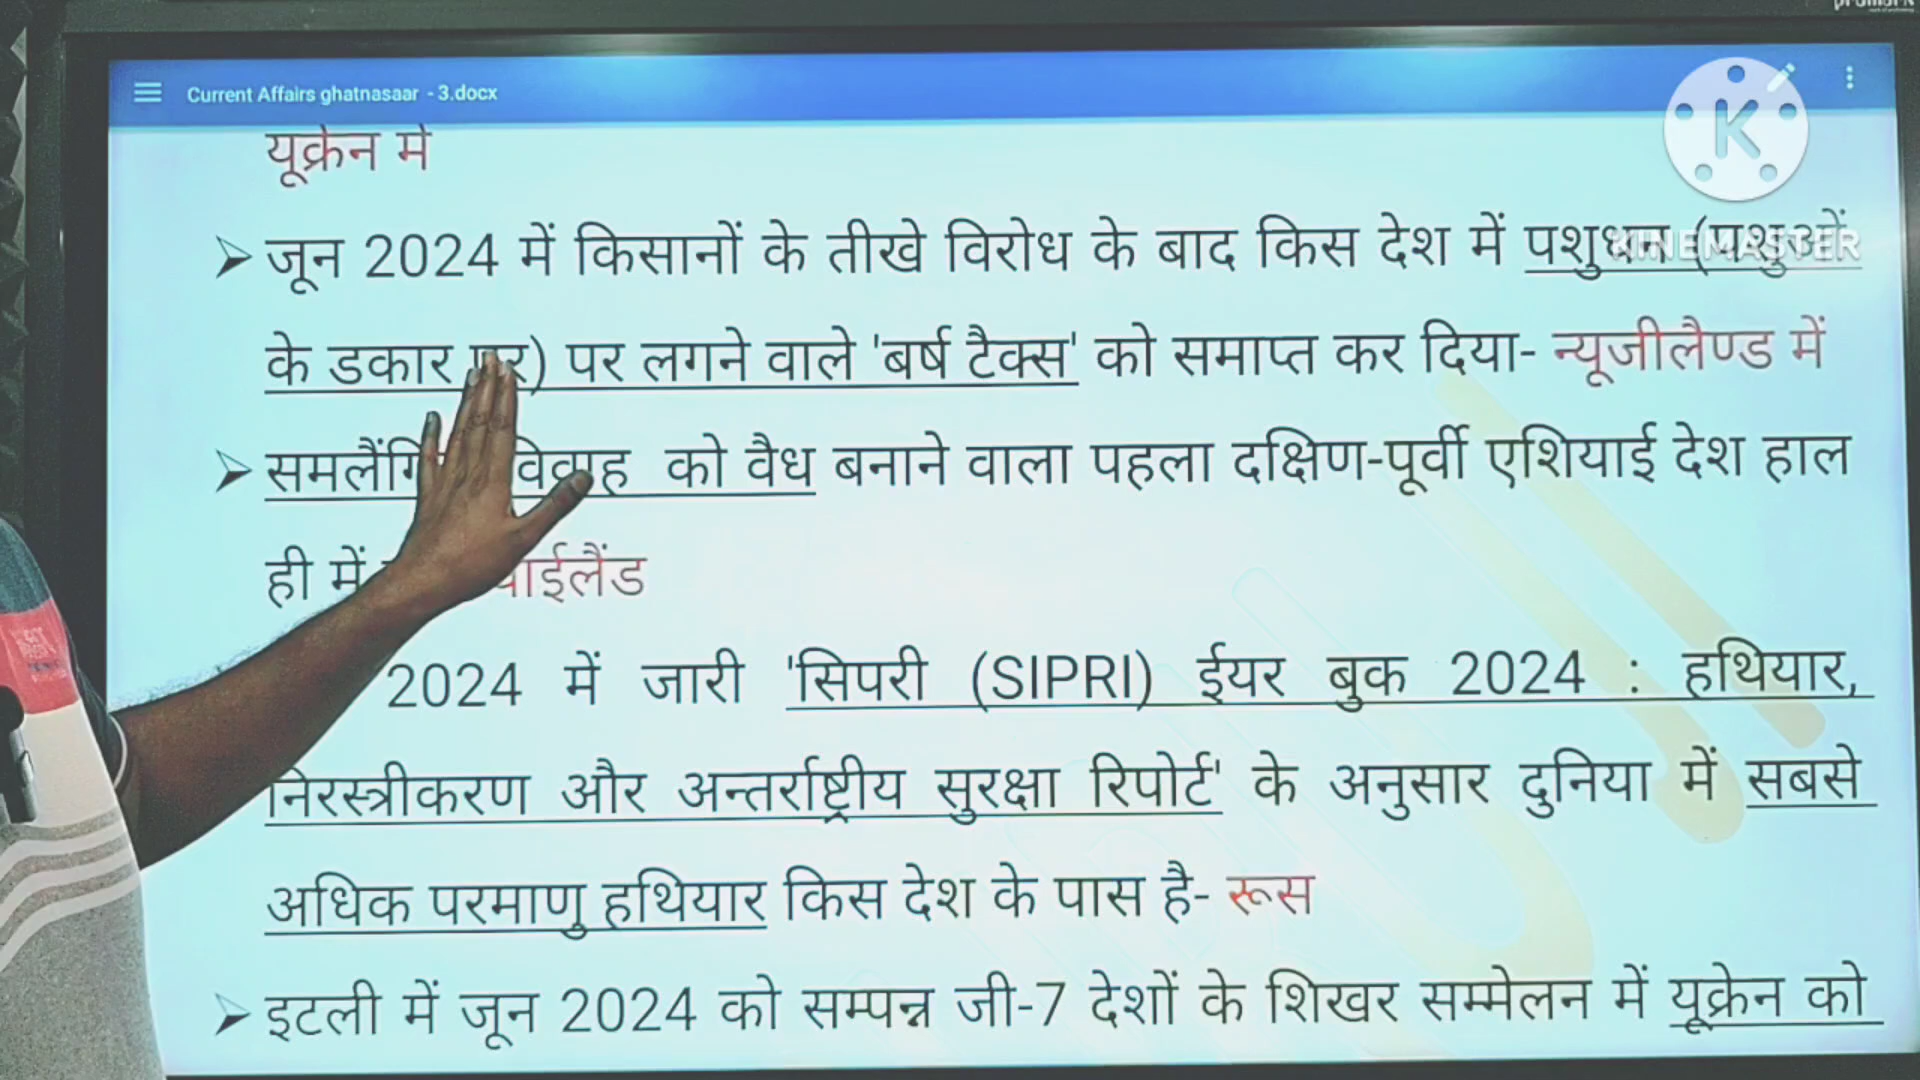 Current Affairs ghatnasaar - 3.docx
यूक्रेन में
K
➢ जून 2024 में किसानों के तीखे विरोध के बाद किस देश में पशुधन (पशुओं
KINEMASTER
के डकार पर) पर लगने वाले 'बर्ष टैक्स' को समाप्त कर दिया- न्यूजीलैण्ड में
➢ विवाह को वैध बनाने वाला पहला दक्षिण-पूर्वी एशियाई देश हाल
ही में
2024 में जारी 'सिपरी (SIPRI) ईयर बुक 2024 : हथियार,
निरस्त्रीकरण और अन्तर्राष्ट्रीय सुरक्षा रिपोर्ट' के अनुसार दुनिया में सबसे
अधिक परमाणु हथियार किस देश के पास है- रूस
➢ इटली में जून 2024 को सम्पन्न जी-7 देशों के शिखर सम्मेलन में यूक्रेन को